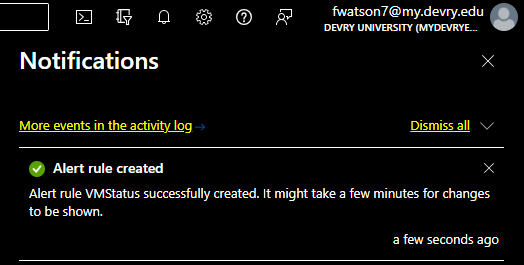 fwatson7@my.devry.edu
DEVRY UNIVERSITY (MYDEVRYE...
Notifications
More events in the activity log →
Dismiss all
Alert rule created
Alert rule VMStatus successfully created. It might take a few minutes for changes
to be shown.
a few seconds ago